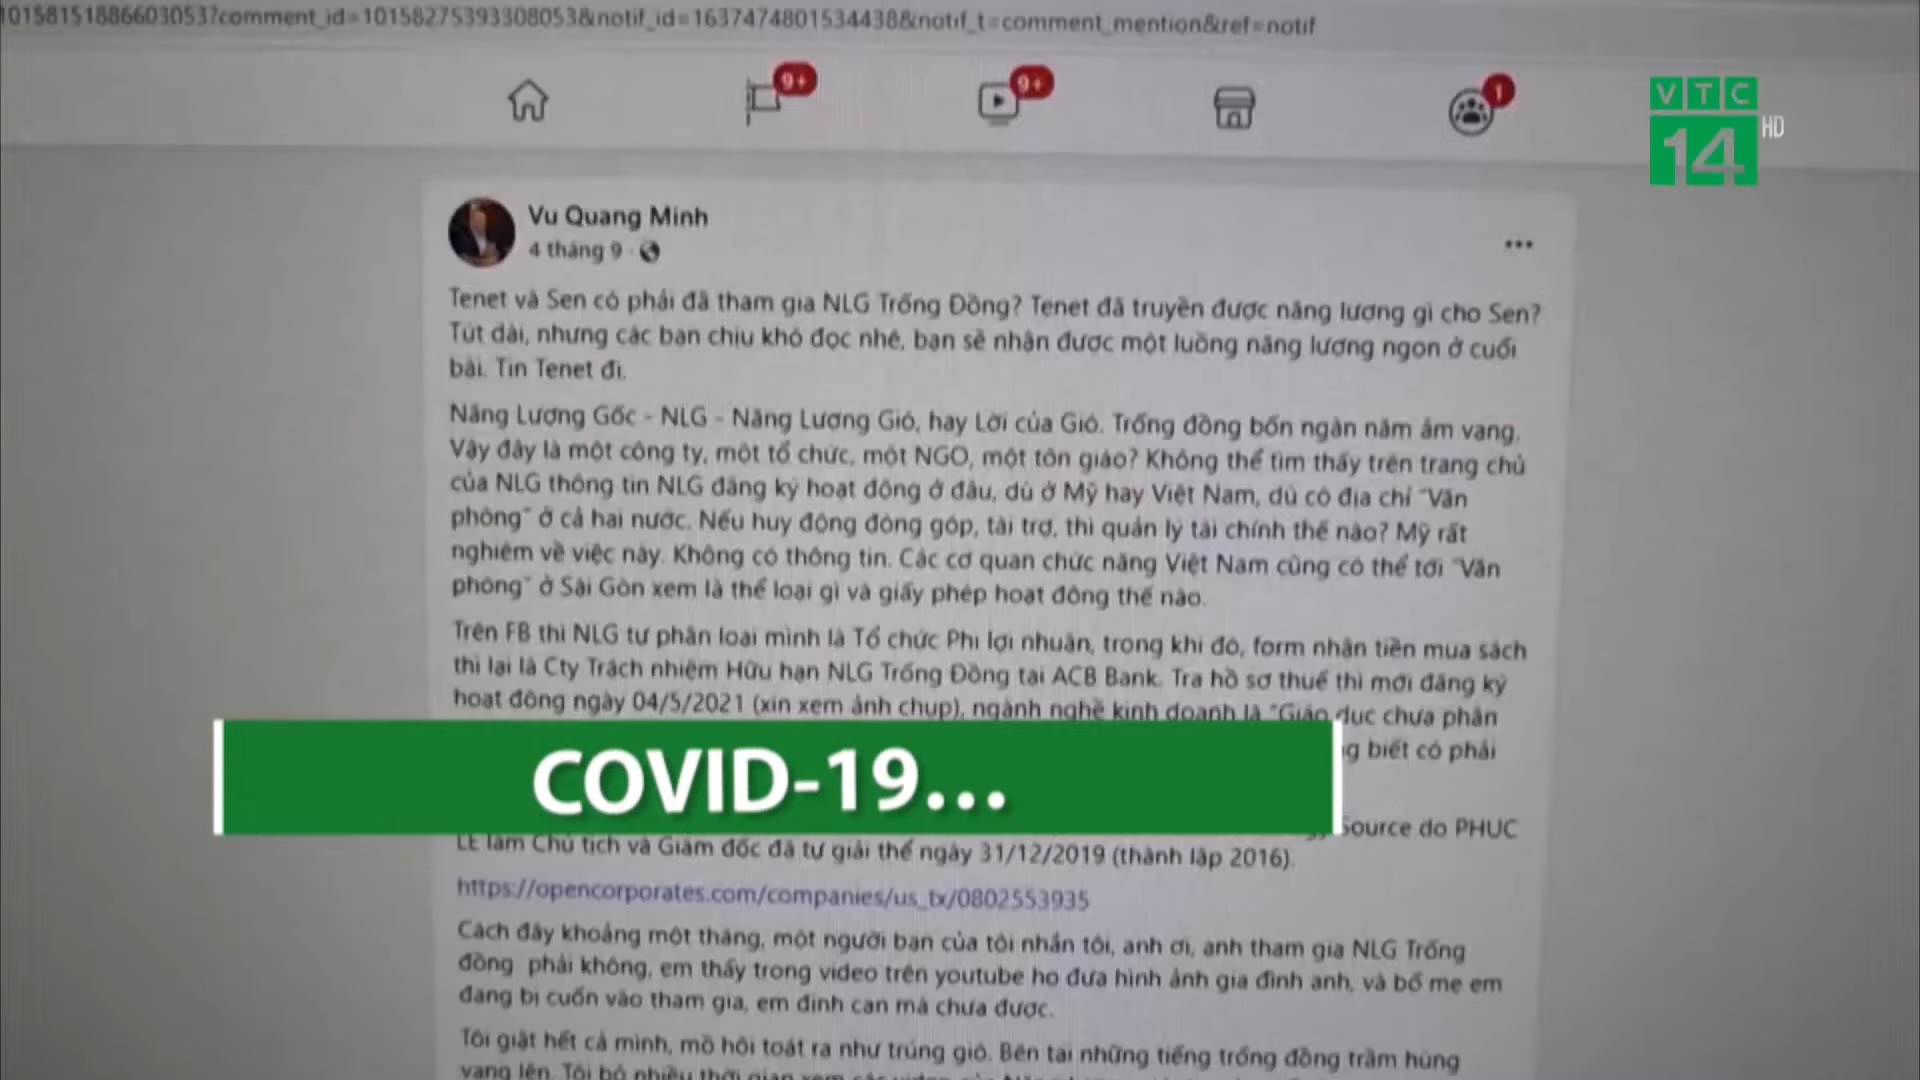 10158151886603053?comment_id=10158275393308053&notif_id=1637474801534438&notif_t=comment_mention&ref=notif
9+
9+
1
VTC
14
HD
Vu Quang Minh
4 tháng 9
Tenet và Sen có phải đã tham gia NLG Trống Đồng? Tenet đã truyền được năng lượng gì cho Sen?
Tút dài, nhưng các bạn chịu khó đọc nhé, bạn sẽ nhận được một luồng năng lượng ngon ở cuối
bài. Tin Tenet đi.
Năng Lượng Gốc - NLG - Năng Lượng Gió, hay Lời của Gió. Trống đồng bốn ngàn năm âm vang.
Vậy đây là một công ty, một tổ chức, một NGO, một tôn giáo? Không thể tìm thấy trên trang chủ
của NLG thông tin NLG đăng ký hoạt động ở đâu, dù ở Mỹ hay Việt Nam, dù có địa chỉ "Văn
phòng" ở cả hai nước. Nếu huy động đóng góp, tài trợ, thì quản lý tài chính thế nào? Mỹ rất
nghiêm về việc này. Không có thông tin. Các cơ quan chức năng Việt Nam cũng có thể tới "Văn
phòng" ở Sài Gòn xem là thể loại gì và giấy phép hoạt động thế nào.
Trên FB thì NLG tự phân loại mình là Tổ chức Phi lợi nhuận, trong khi đó, form nhận tiền mua sách
thì lại là Cty Trách nhiệm Hữu hạn NLG Trống Đồng tại ACB Bank. Tra hồ sơ thuế thì mới đăng ký
hoạt động ngày 04/5/2021 (xin xem ảnh chụp), ngành nghề kinh doanh là "Giáo dục chưa phân
biết có phải
COVID-19...
Source do PHUC
LE làm Chủ tịch và Giám đốc đã tự giải thể ngày 31/12/2019 (thành lập 2016).
https://opencorporates.com/companies/us_tx/0802553935
Cách đây khoảng một tháng, một người bạn của tôi nhắn tôi, anh ơi, anh tham gia NLG Trống
đồng phải không, em thấy trong video trên youtube họ đưa hình ảnh gia đình anh, và bố mẹ em
đang bị cuốn vào tham gia, em định can mà chưa được.
Tôi giật hết cả mình, mồ hôi toát ra như trúng gió. Bên tai những tiếng trống đồng trầm hùng
vang lên. Tôi bỏ nhiều thời gian xem các video của